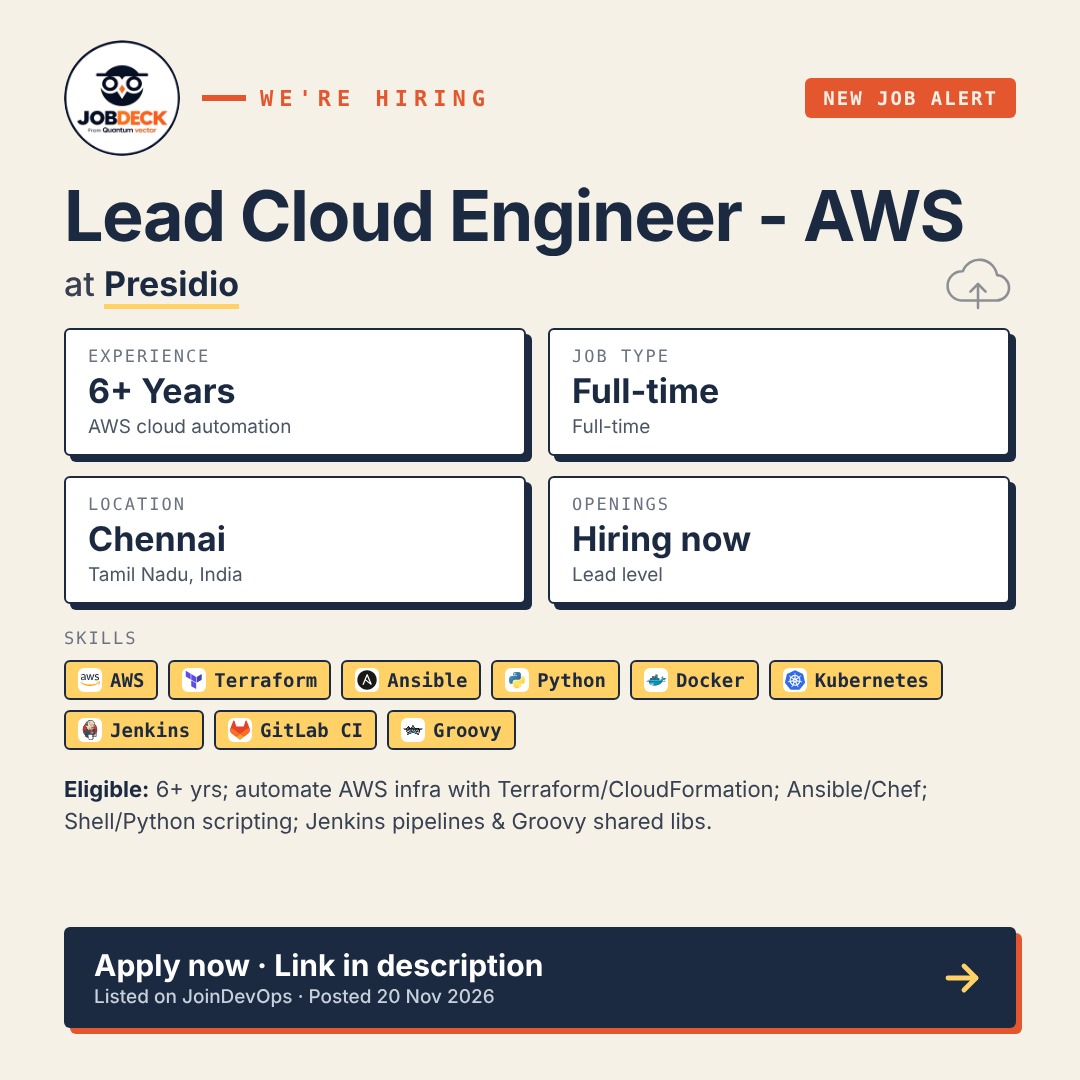 JOBDECK
From Quantum vector
WE'RE HIRING
NEW JOB ALERT
Lead Cloud Engineer - AWS
at Presidio
EXPERIENCE
6+ Years
AWS cloud automation
JOB TYPE
Full-time
Full-time
LOCATION
Chennai
Tamil Nadu, India
OPENINGS
Hiring now
Lead level
SKILLS
aws AWS Terraform Ansible Python Docker Kubernetes
Jenkins GitLab CI Groovy
Eligible: 6+ yrs; automate AWS infra with Terraform/CloudFormation; Ansible/Chef;
Shell/Python scripting; Jenkins pipelines & Groovy shared libs.
Apply now · Link in description
Listed on JoinDevOps · Posted 20 Nov 2026